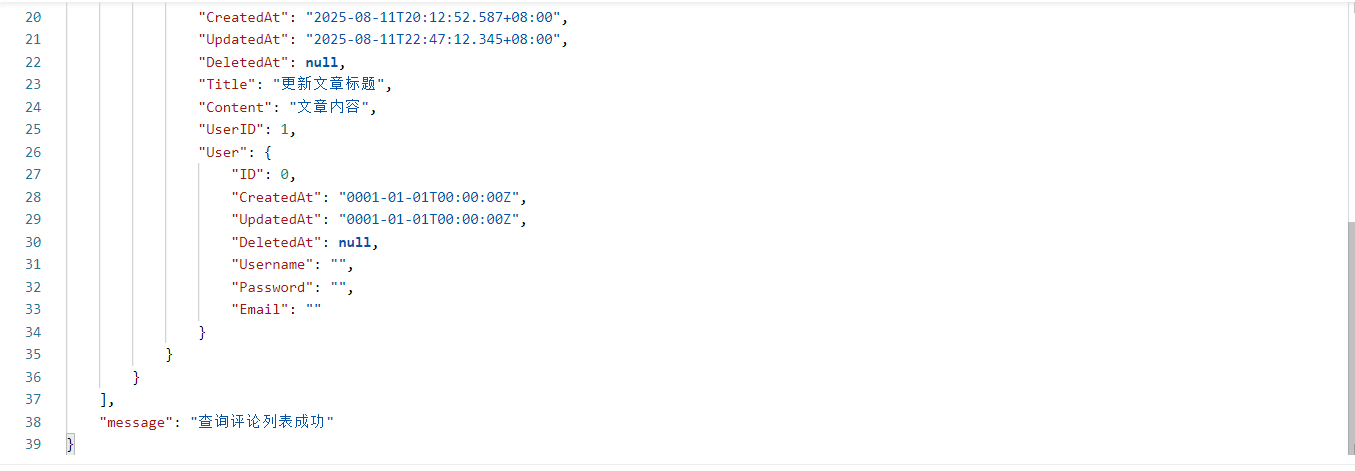 20 "CreatedAt": "2025-08-11T20:12:52.587+08:00",
21 "UpdatedAt": "2025-08-11T22:47:12.345+08:00",
22 "DeletedAt": null,
23 "Title": "更新文章标题",
24 "Content": "文章内容",
25 "UserID": 1,
26 "User": {
27 "ID": 0,
28 "CreatedAt": "0001-01-01T00:00:00Z",
29 "UpdatedAt": "0001-01-01T00:00:00Z",
30 "DeletedAt": null,
31 "Username": "",
32 "Password": "",
33 "Email": ""
34 }
35 }
36 }
37 ],
38 "message": "查询评论列表成功"
39 }